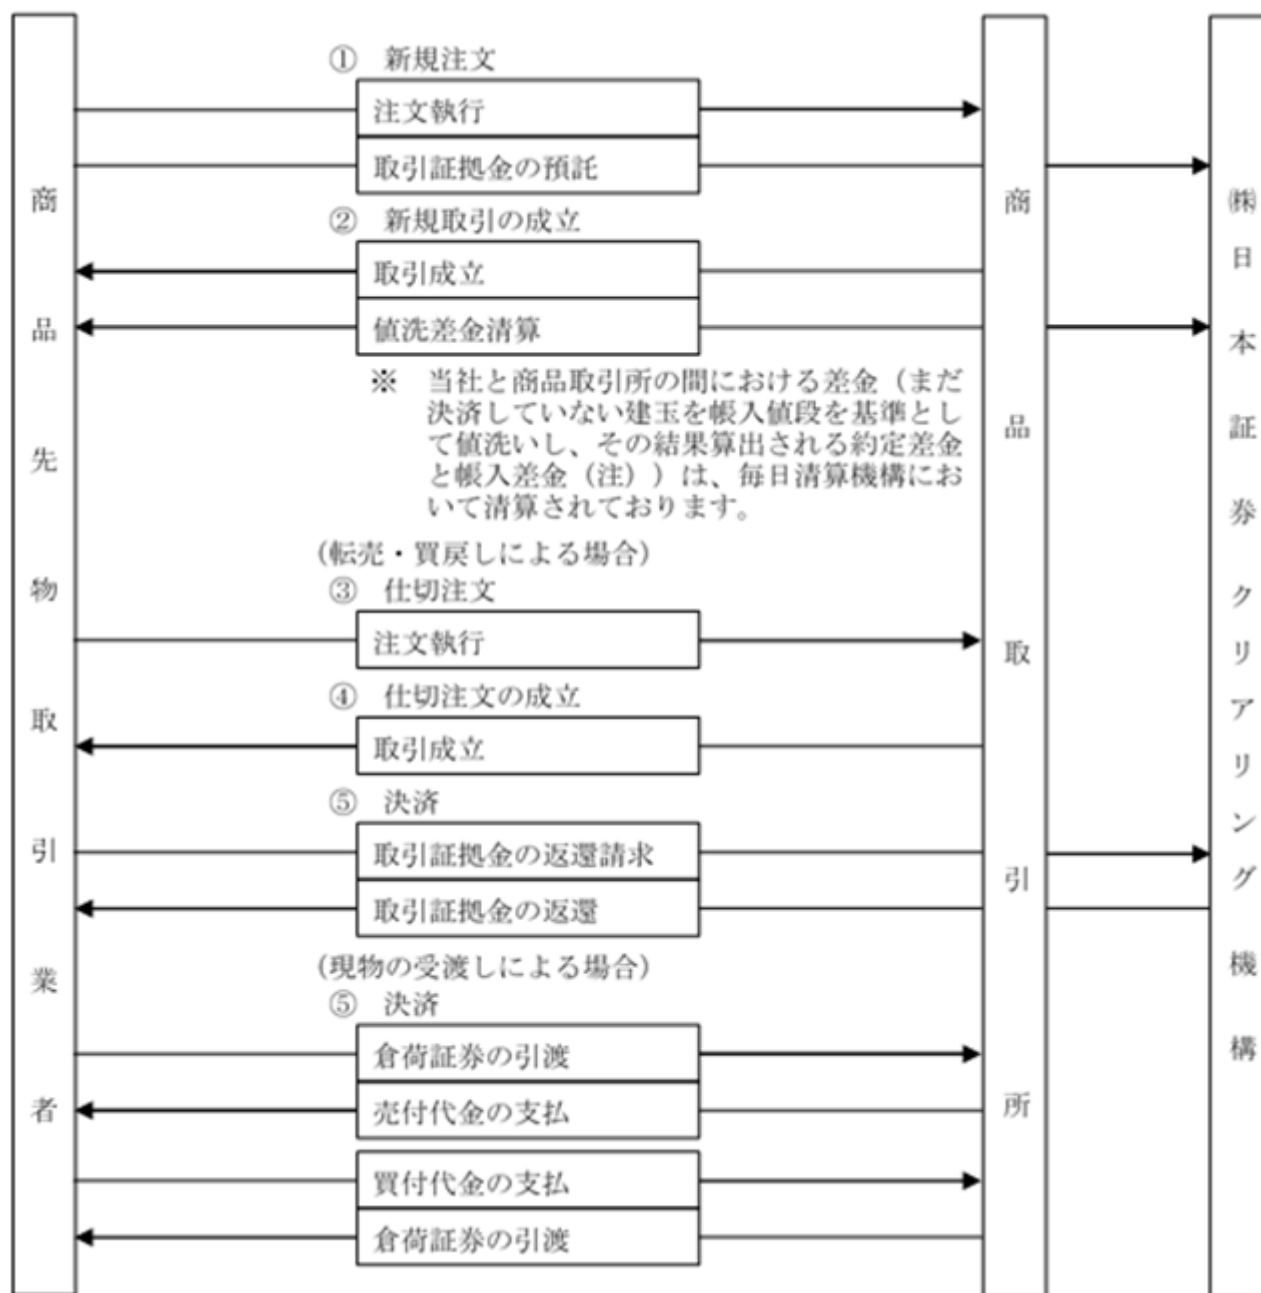 ① 新規注文
注文執行
取引証拠金の預託
② 新規取引の成立
取引成立
値洗差金清算
※ 当社と商品取引所の間における差金(まだ
決済していない建玉を帳入値段を基準とし
て値洗いし、その結果算出される約定差金
と帳入差金(注))は、毎日清算機構にお
いて清算されております。
(転売・買戻しによる場合)
③ 仕切注文
注文執行
④ 仕切注文の成立
取引成立
⑤ 決済
取引証拠金の返還請求
取引証拠金の返還
(現物の受渡しによる場合)
⑤ 決済
倉荷証券の引渡
売付代金の支払
買付代金の支払
倉荷証券の引渡
商品先物取引業者
商品取引所
㈱日本証券クリアリング機構